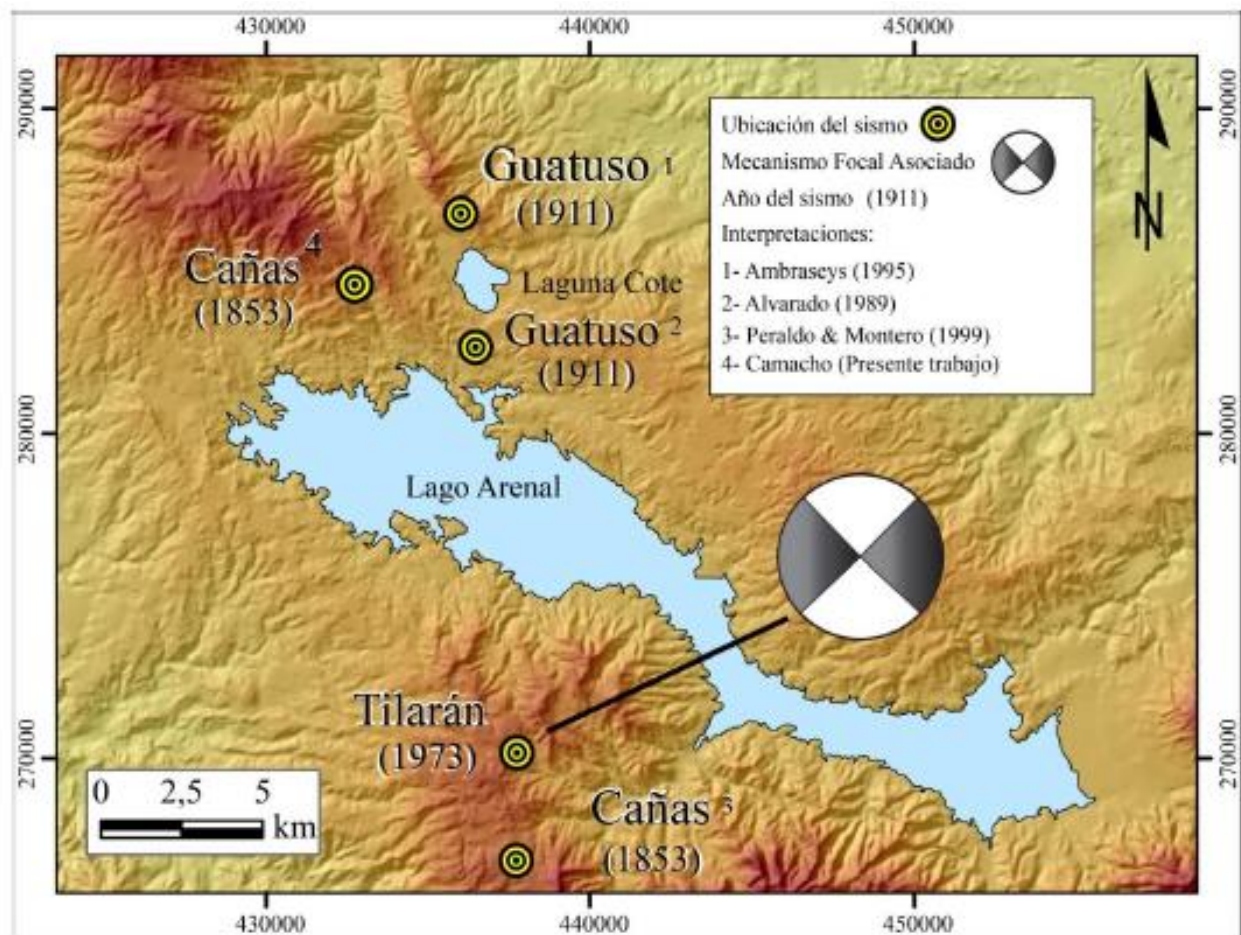 430000
440000
450000
290000
290000
280000
280000
270000
270000
Ubicación del sismo
Mecanismo Focal Asociado
Año del sismo (1911)
Interpretaciones:
1- Ambraseys (1995)
2- Alvarado (1989)
3- Peraldo & Montero (1999)
4- Camacho (Presente trabajo)
N
Guatuso 1
(1911)
Cañas 4
(1853)
Laguna Cote
Guatuso 2
(1911)
Lago Arenal
Tilarán
(1973)
Cañas 3
(1853)
0 2,5 5
km
430000
440000
450000